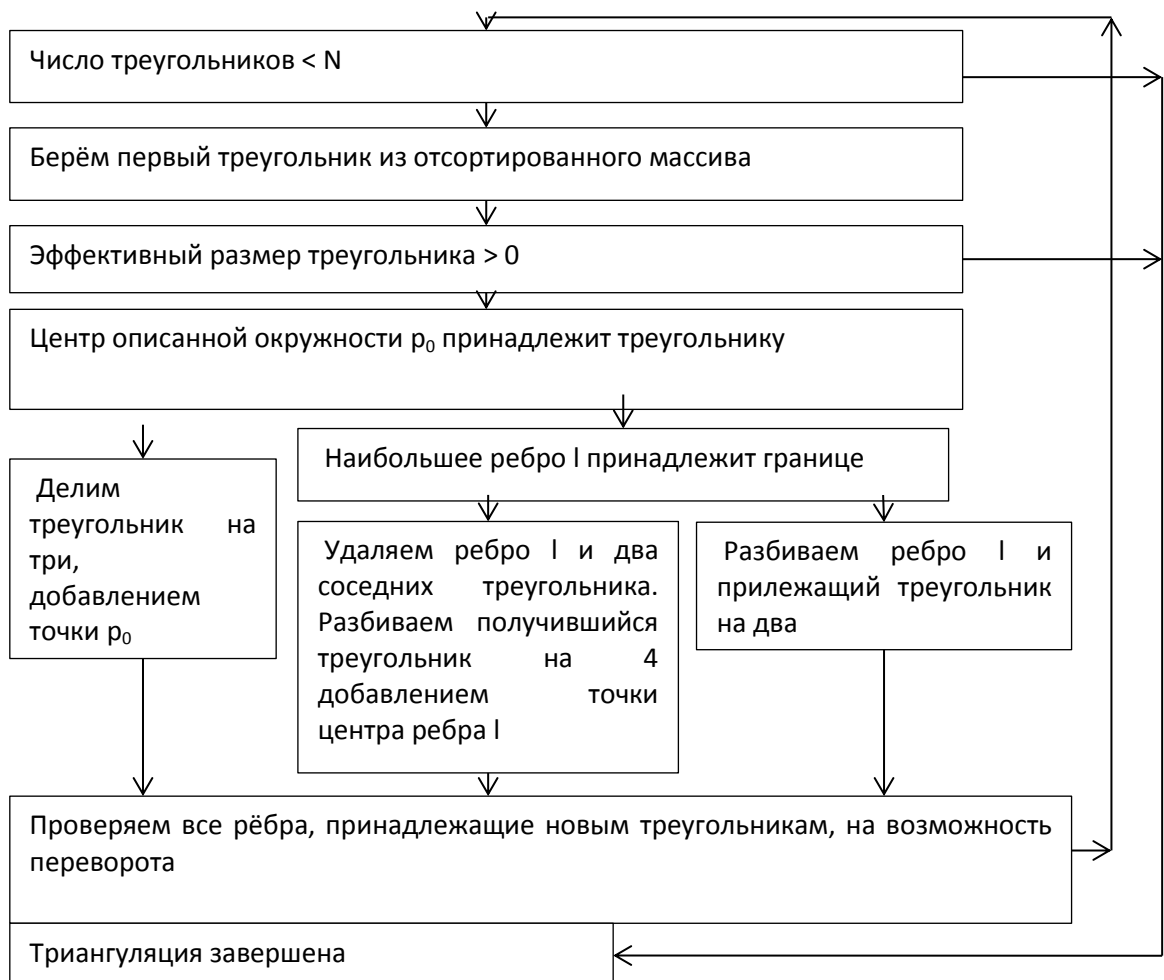 Число треугольников < N
Берём первый треугольник из отсортированного массива
Эффективный размер треугольника > 0
Центр описанной окружности p₀ принадлежит треугольнику
Наибольшее ребро l принадлежит границе
Делим
треугольник на
три,
добавлением
точки p₀
Удаляем ребро l и два
соседних треугольника.
Разбиваем получившийся
треугольник на 4
добавлением точки
центра ребра l
Разбиваем ребро l и
прилежащий треугольник
на два
Проверяем все рёбра, принадлежащие новым треугольникам, на возможность
переворота
Триангуляция завершена